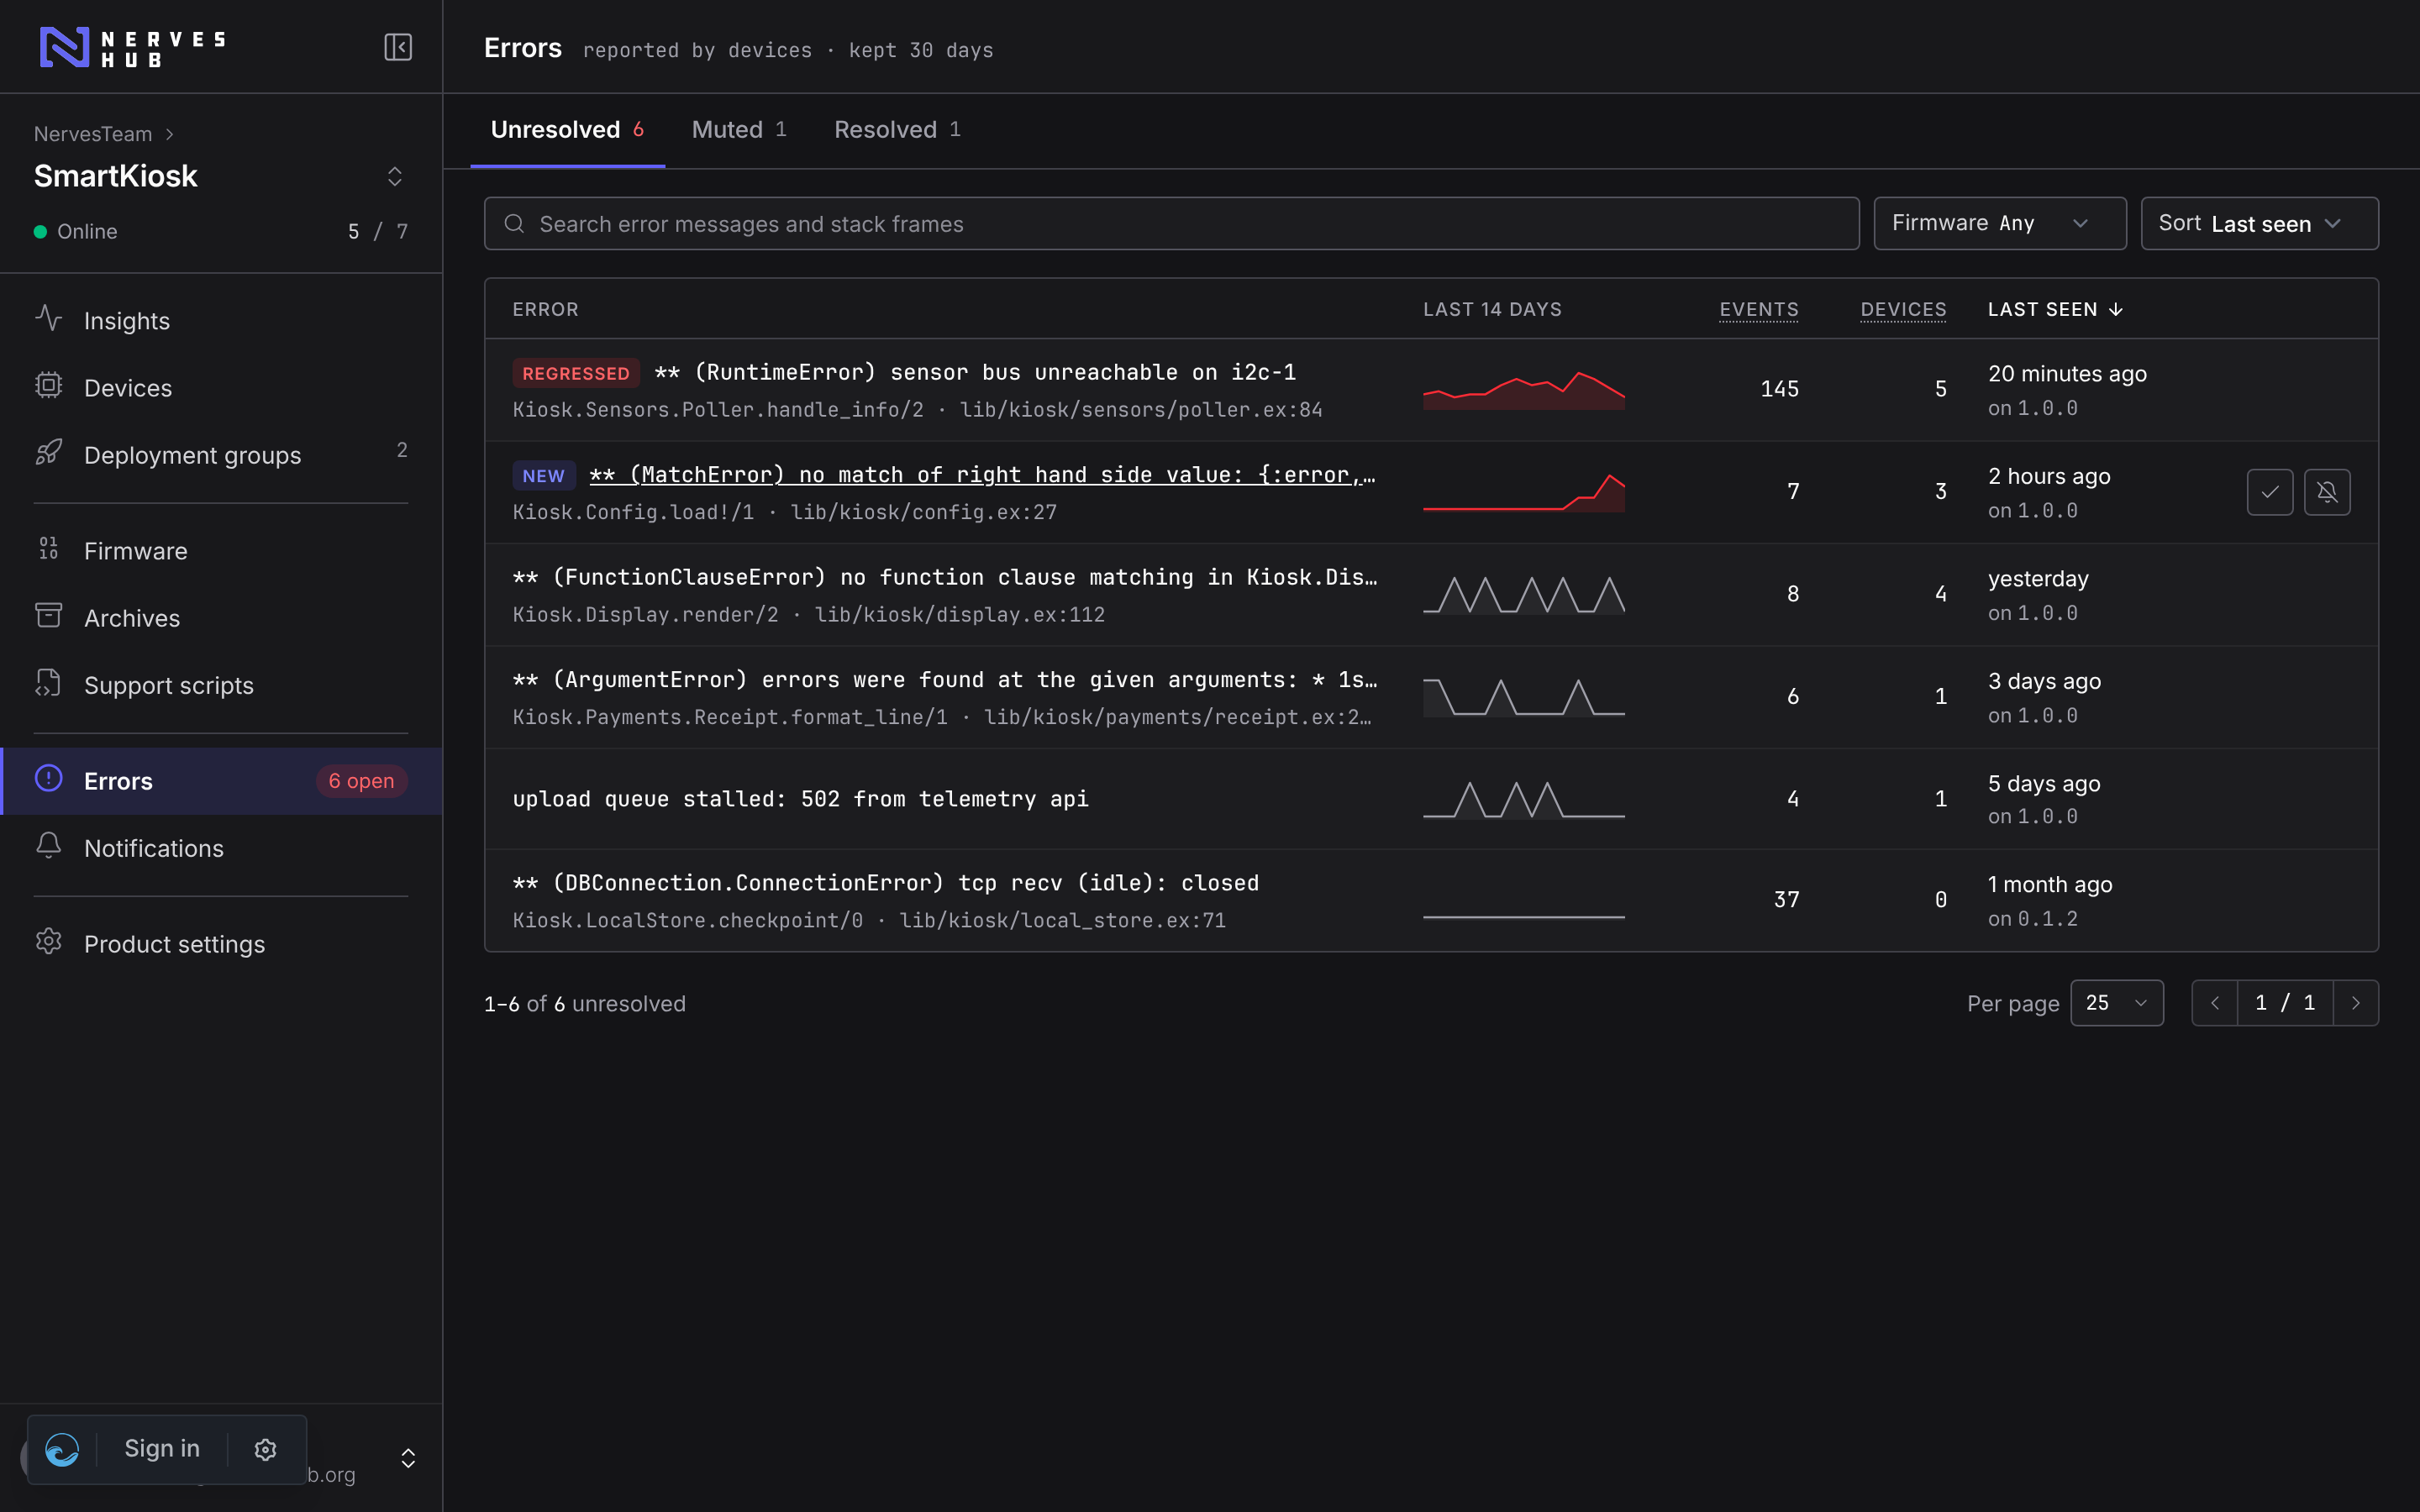 NERVES
HUB
NervesTeam
SmartKiosk
Online 5 / 7
Insights
Devices
Deployment groups 2
Firmware
Archives
Support scripts
Errors 6 open
Notifications
Product settings
Sign in
b.org
Errors reported by devices · kept 30 days
Unresolved 6 Muted 1 Resolved 1
Search error messages and stack frames
Firmware Any
Sort Last seen
ERROR LAST 14 DAYS EVENTS DEVICES LAST SEEN ↓
REGRESSED ** (RuntimeError) sensor bus unreachable on i2c-1 145 5 20 minutes ago
Kiosk.Sensors.Poller.handle_info/2 · lib/kiosk/sensors/poller.ex:84 on 1.0.0
NEW ** (MatchError) no match of right hand side value: {:error,… 7 3 2 hours ago
Kiosk.Config.load!/1 · lib/kiosk/config.ex:27 on 1.0.0
** (FunctionClauseError) no function clause matching in Kiosk.Dis… 8 4 yesterday
Kiosk.Display.render/2 · lib/kiosk/display.ex:112 on 1.0.0
** (ArgumentError) errors were found at the given arguments: * 1s… 6 1 3 days ago
Kiosk.Payments.Receipt.format_line/1 · lib/kiosk/payments/receipt.ex:2… on 1.0.0
upload queue stalled: 502 from telemetry api 4 1 5 days ago
on 1.0.0
** (DBConnection.ConnectionError) tcp recv (idle): closed 37 0 1 month ago
Kiosk.LocalStore.checkpoint/0 · lib/kiosk/local_store.ex:71 on 0.1.2
1–6 of 6 unresolved Per page 25 1 / 1